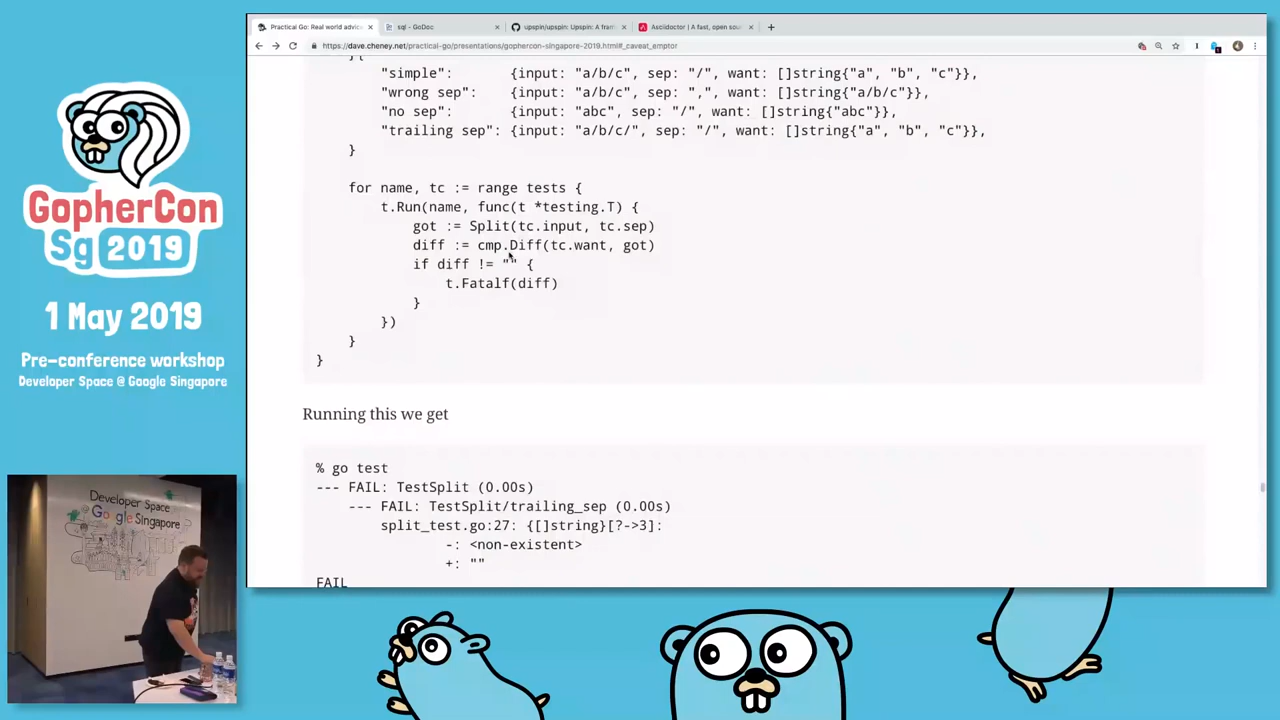 Practical Go: Real world advic
sql - GoDoc
upspin/upspin: Upspin: A fram
Asciidoctor | A fast, open sou
https://dave.cheney.net/practical-go/presentations/gophercon-singapore-2019.html#_caveat_emptor
}{
"simple": {input: "a/b/c", sep: "/", want: []string{"a", "b", "c"}},
"wrong sep": {input: "a/b/c", sep: ",", want: []string{"a/b/c"}},
"no sep": {input: "abc", sep: "/", want: []string{"abc"}},
"trailing sep": {input: "a/b/c/", sep: "/", want: []string{"a", "b", "c"}},
}
for name, tc := range tests {
t.Run(name, func(t *testing.T) {
got := Split(tc.input, tc.sep)
diff := cmp.Diff(tc.want, got)
if diff != "" {
t.Fatalf(diff)
}
})
}
}
Running this we get
% go test
--- FAIL: TestSplit (0.00s)
--- FAIL: TestSplit/trailing_sep (0.00s)
split_test.go:27: {[]string}[?->3]:
-: <non-existent>
+: ""
FAIL
GopherCon
Sg 2019
1 May 2019
Pre-conference workshop
Developer Space @ Google Singapore
Developer Space
Google Singapore